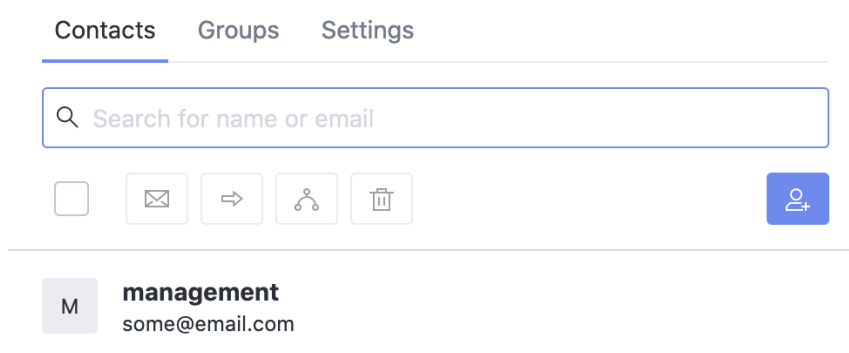 Contacts Groups Settings
Search for name or email
M
management
some@email.com